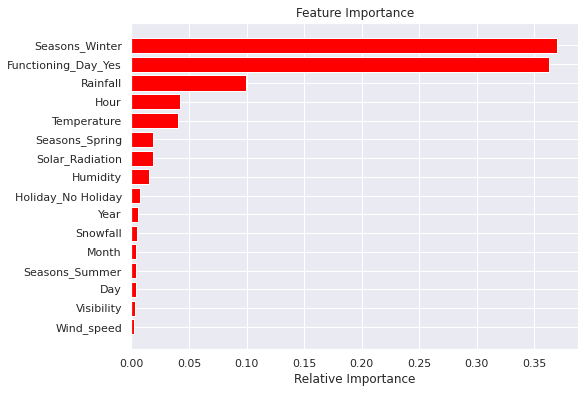 Feature Importance
Seasons_Winter
Functioning_Day_Yes
Rainfall
Hour
Temperature
Seasons_Spring
Solar_Radiation
Humidity
Holiday_No Holiday
Year
Snowfall
Month
Seasons_Summer
Day
Visibility
Wind_speed
0.00 0.05 0.10 0.15 0.20 0.25 0.30 0.35
Relative Importance